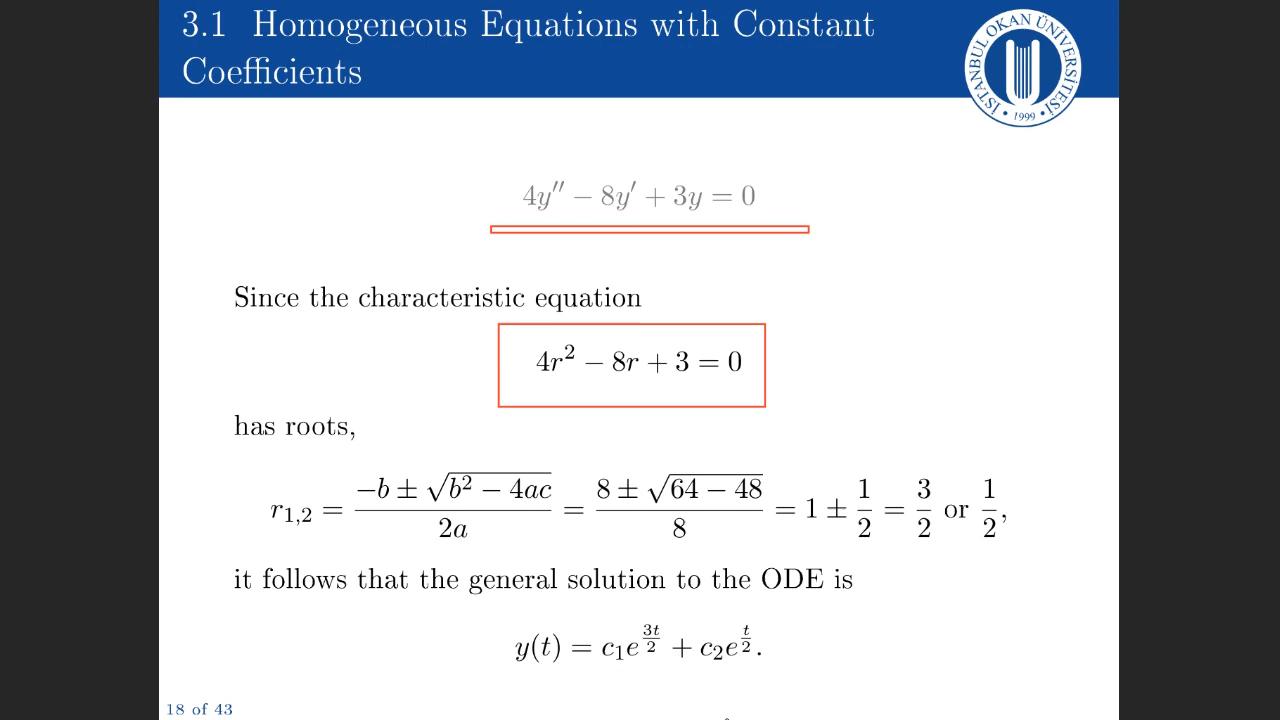 3.1 Homogeneous Equations with Constant
Coefficients
İSTANBUL OKAN ÜNİVERSİTESİ
• 1999 •
4y″ − 8y′ + 3y = 0
Since the characteristic equation
4r² − 8r + 3 = 0
has roots,
r₁,₂ = (−b ± √(b² − 4ac))/(2a) = (8 ± √(64 − 48))/8 = 1 ± 1/2 = 3/2 or 1/2,
it follows that the general solution to the ODE is
y(t) = c₁e^(3t/2) + c₂e^(t/2).
18 of 43